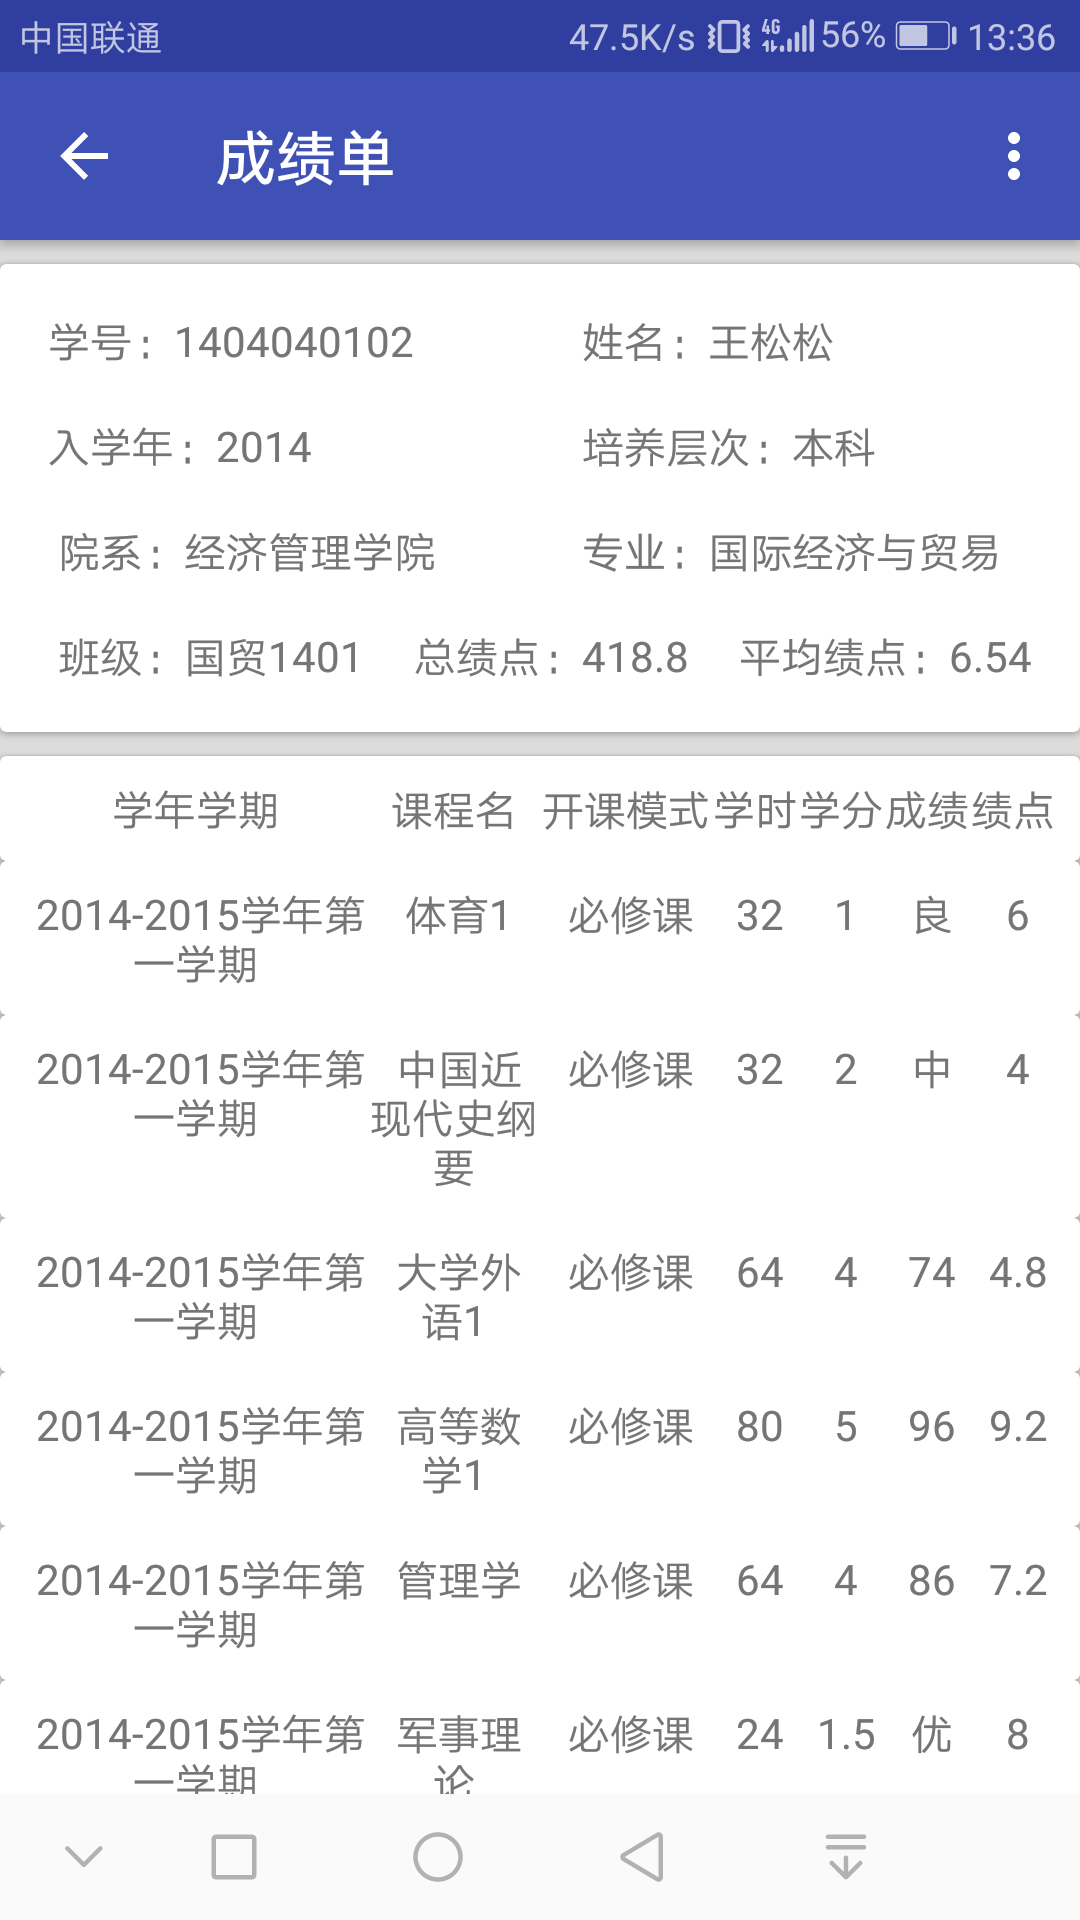 中国联通 47.5K/s 4G 56% 13:36
成绩单
学号: 1404040102 姓名: 王松松
入学年: 2014 培养层次: 本科
院系: 经济管理学院 专业: 国际经济与贸易
班级: 国贸1401 总绩点: 418.8 平均绩点: 6.54
学年学期 课程名 开课模式 学时 学分 成绩 绩点
2014-2015学年第 体育1 必修课 32 1 良 6
一学期
2014-2015学年第 中国近 必修课 32 2 中 4
一学期 现代史纲
要
2014-2015学年第 大学外 必修课 64 4 74 4.8
一学期 语1
2014-2015学年第 高等数 必修课 80 5 96 9.2
一学期 学1
2014-2015学年第 管理学 必修课 64 4 86 7.2
一学期
2014-2015学年第 军事理 必修课 24 1.5 优 8
一学期 论